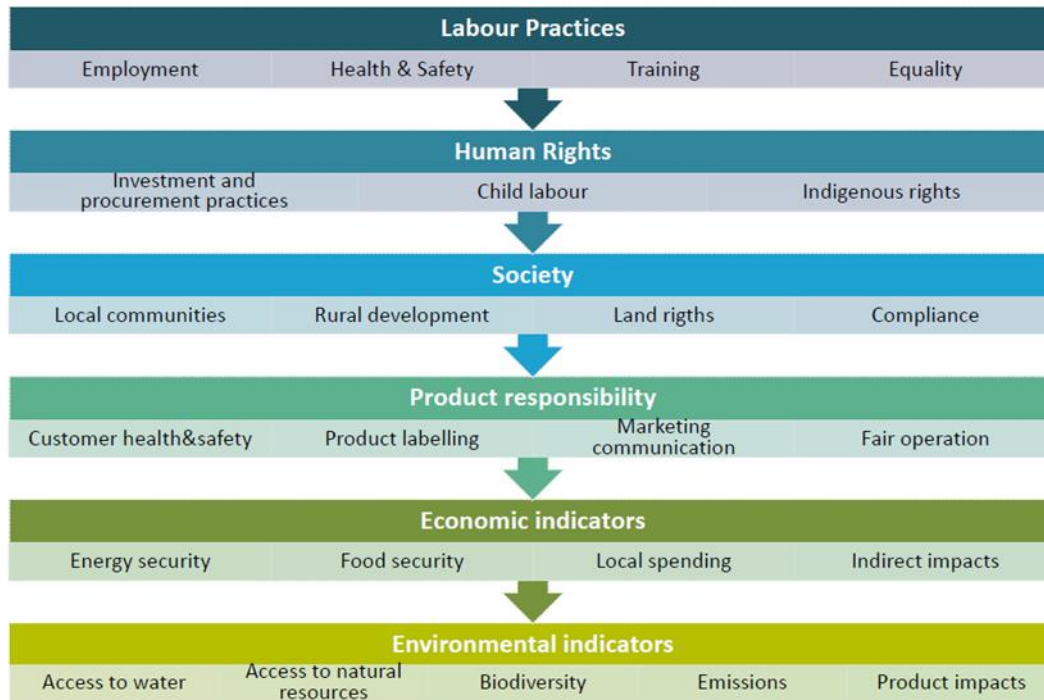 Labour Practices
Employment Health & Safety Training Equality
Human Rights
Investment and
procurement practices
Child labour Indigenous rights
Society
Local communities Rural development Land rigths Compliance
Product responsibility
Customer health&safety Product labelling
Marketing
communication
Fair operation
Economic indicators
Energy security Food security Local spending Indirect impacts
Environmental indicators
Access to water
Access to natural
resources
Biodiversity Emissions Product impacts